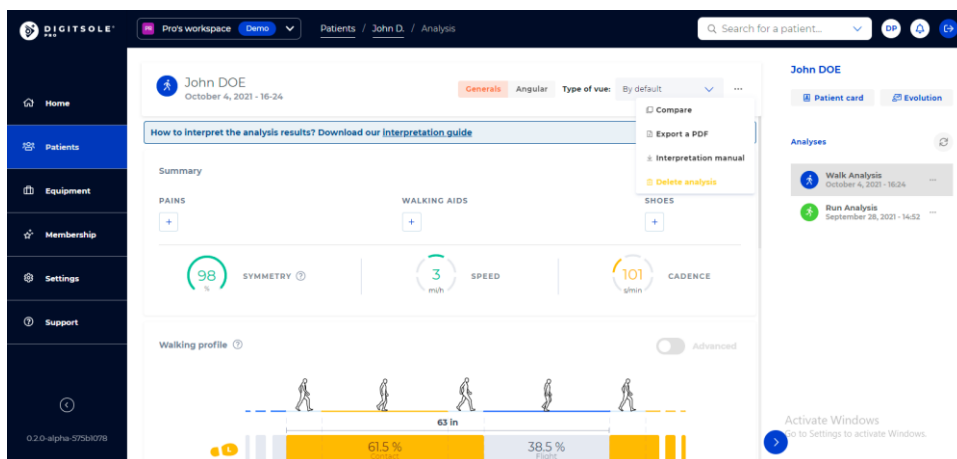 DIGITSOLE®
PRO
Pro's workspace Demo
Patients / John D. / Analysis
Search for a patient...
DP
Home
Patients
Equipment
Membership
Settings
Support
0.2.0-alpha-575b1078
John DOE
October 4, 2021 - 16-24
Generals Angular Type of vue: By default ...
Compare
Export a PDF
Interpretation manual
Delete analysis
How to interpret the analysis results? Download our interpretation guide
Summary
PAINS WALKING AIDS SHOES
+ + +
98 % SYMMETRY ?
3 mi/h SPEED
101 s/min CADENCE
Walking profile ? Advanced
63 in
L
61.5 % 38.5 %
Contact Flight
John DOE
Patient card Evolution
Analyses
Walk Analysis ...
October 4, 2021 - 16:24
Run Analysis ...
September 28, 2021 - 14:52
Activate Windows
Go to Settings to activate Windows.